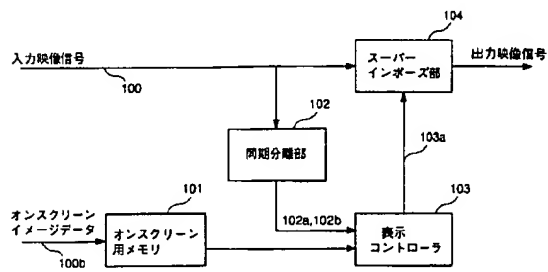 104
入力映像信号
スーパー
インポーズ部
出力映像信号
100
102
同期分離部
103a
101
102a,102b
103
オンスクリーン
イメージデータ
オンスクリーン
用メモリ
表示
コントローラ
100b